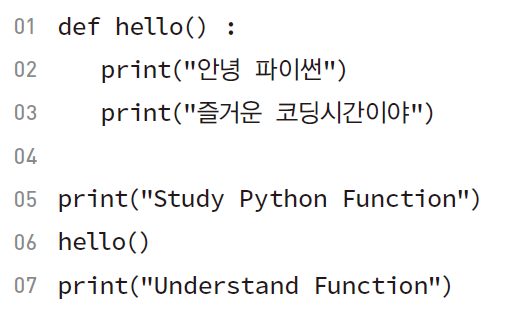 01 def hello() :
02    print("안녕 파이썬")
03    print("즐거운 코딩시간이야")
04
05 print("Study Python Function")
06 hello()
07 print("Understand Function")